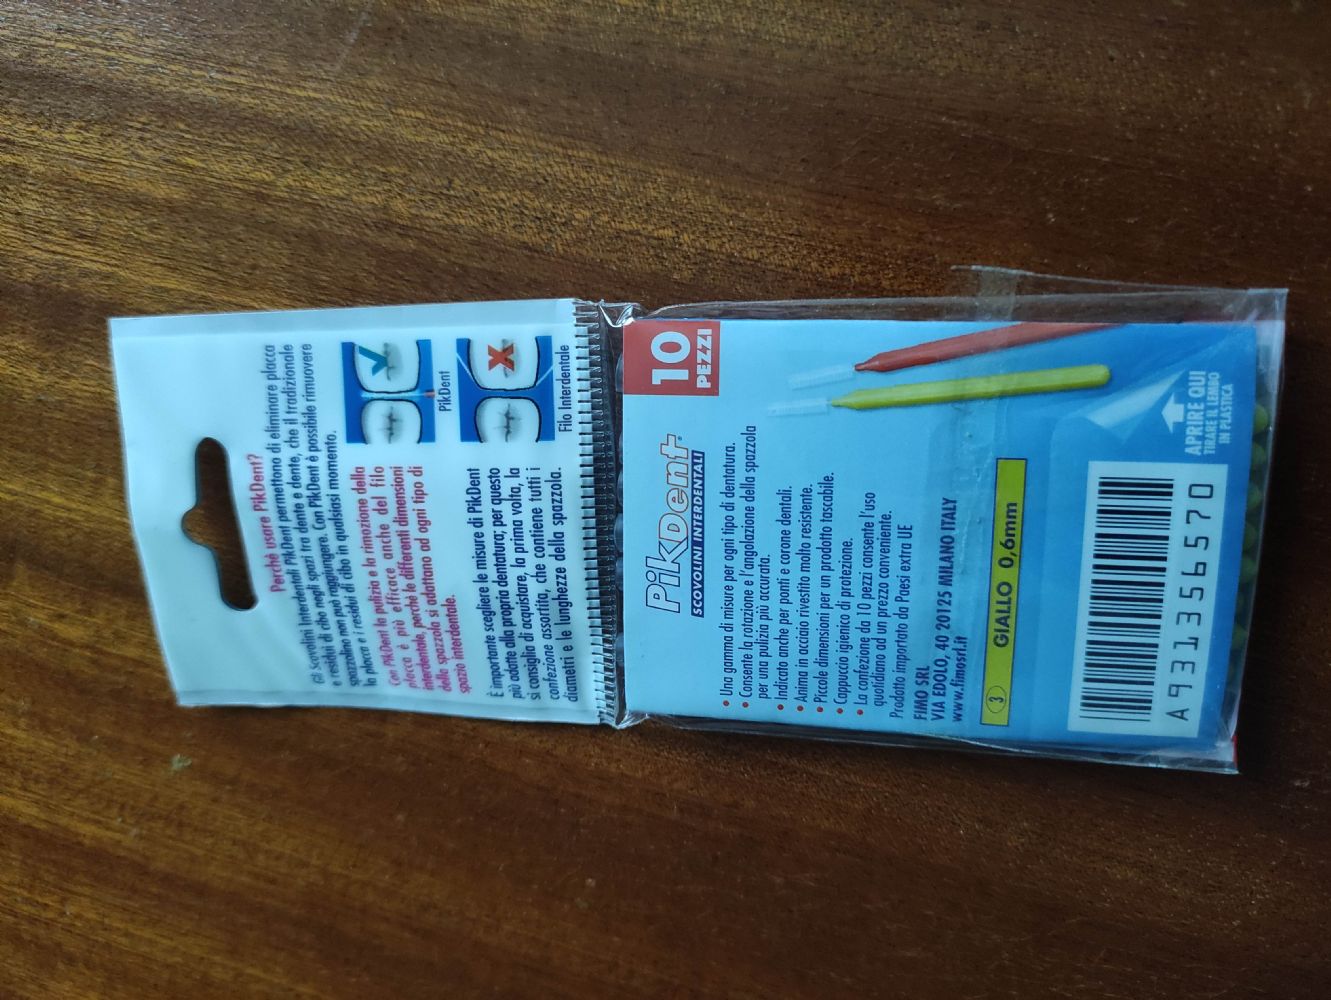 Perchè usare PikDent?
Gli Scovolini Interdentali PikDent permettono di eliminare placca
e residui di cibo negli spazi tra dente e dente, che il tradizionale
spazzolino non può raggiungere. Con PikDent è possibile rimuovere
la placca e i residui di cibo in qualsiasi momento.
Con PikDent la pulizia e la rimozione della
placca è più efficace anche del filo
interdentale, perchè le differenti dimensioni
della spazzola si adattano ad ogni tipo di
spazio interdentale.
È importante scegliere le misure di PikDent
più adatte alla propria dentatura; per questo
si consiglia di acquistare, la prima volta, la
confezione assortita, che contiene tutti i
diametri e le lunghezze della spazzola.
PikDent
Filo Interdentale
10
PEZZI
PikDent
SCOVOLINI INTERDENTALI
• Una gamma di misure per ogni tipo di dentatura.
• Consente la rotazione e l'angolazione della spazzola
per una pulizia più accurata.
• Indicato anche per ponti e corone dentali.
• Anima in acciaio rivestito molto resistente.
• Piccole dimensioni per un prodotto tascabile.
• Cappuccio igienico di protezione.
• La confezione da 10 pezzi consente l'uso
quotidiano ad un prezzo conveniente.
Prodotto importato da Paesi extra UE
FIMO SRL
VIA EDOLO, 40 20125 MILANO ITALY
www.fimosrl.it
3 GIALLO 0,6mm
A931356570
APRIRE QUI
TIRARE IL LEMBO
IN PLASTICA